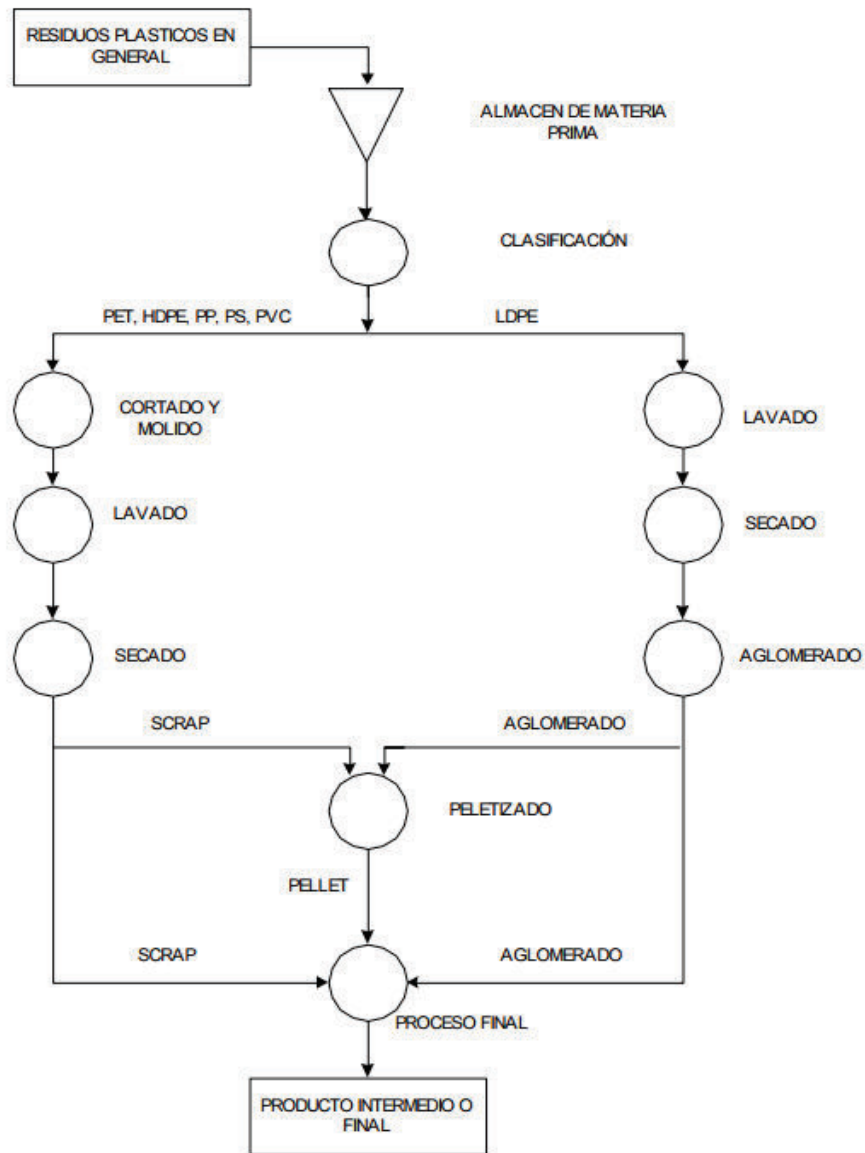 RESIDUOS PLASTICOS EN
GENERAL
ALMACEN DE MATERIA
PRIMA
CLASIFICACIÓN
PET, HDPE, PP, PS, PVC
LDPE
CORTADO Y
MOLIDO
LAVADO
LAVADO
SECADO
SECADO
AGLOMERADO
SCRAP
AGLOMERADO
PELETIZADO
PELLET
SCRAP
AGLOMERADO
PROCESO FINAL
PRODUCTO INTERMEDIO O
FINAL